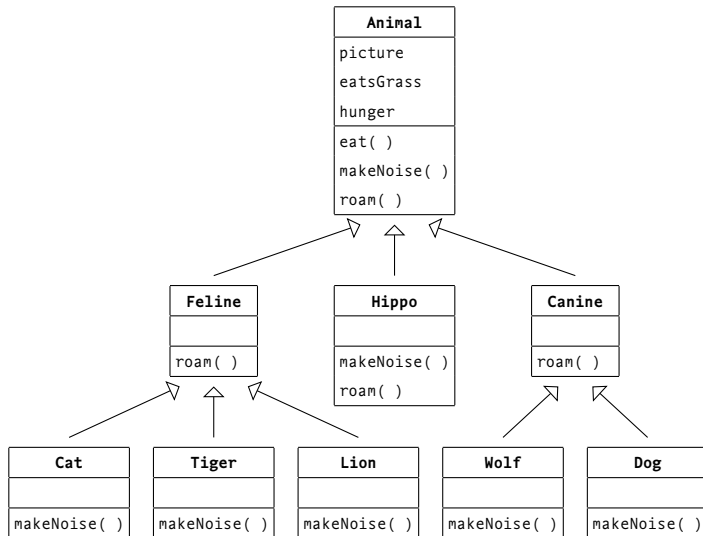 Animal
picture
eatsGrass
hunger
eat( )
makeNoise( )
roam( )
Feline
roam( )
Hippo
makeNoise( )
roam( )
Canine
roam( )
Cat
makeNoise( )
Tiger
makeNoise( )
Lion
makeNoise( )
Wolf
makeNoise( )
Dog
makeNoise( )